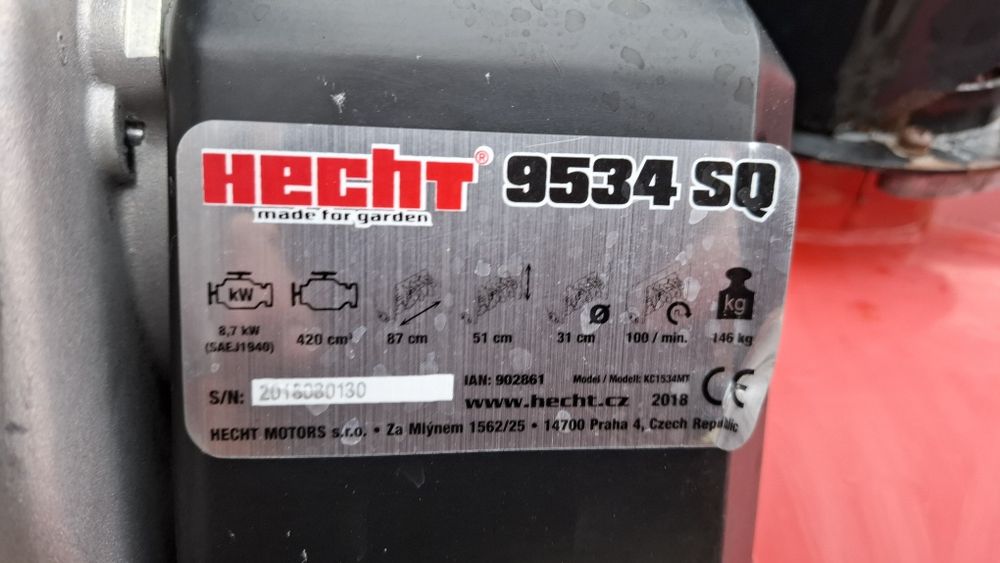 HECHT® 9534 SQ
made for garden
kW
kg
8,7 kW
(SAEJ1940)
420 cm³
87 cm
51 cm
31 cm
100 / min.
146 kg
S/N: 2018080130
IAN: 902861 Model / Modell: KC1534MT CE
www.hecht.cz 2018
HECHT MOTORS s.r.o. • Za Mlýnem 1562/25 • 14700 Praha 4, Czech Republic